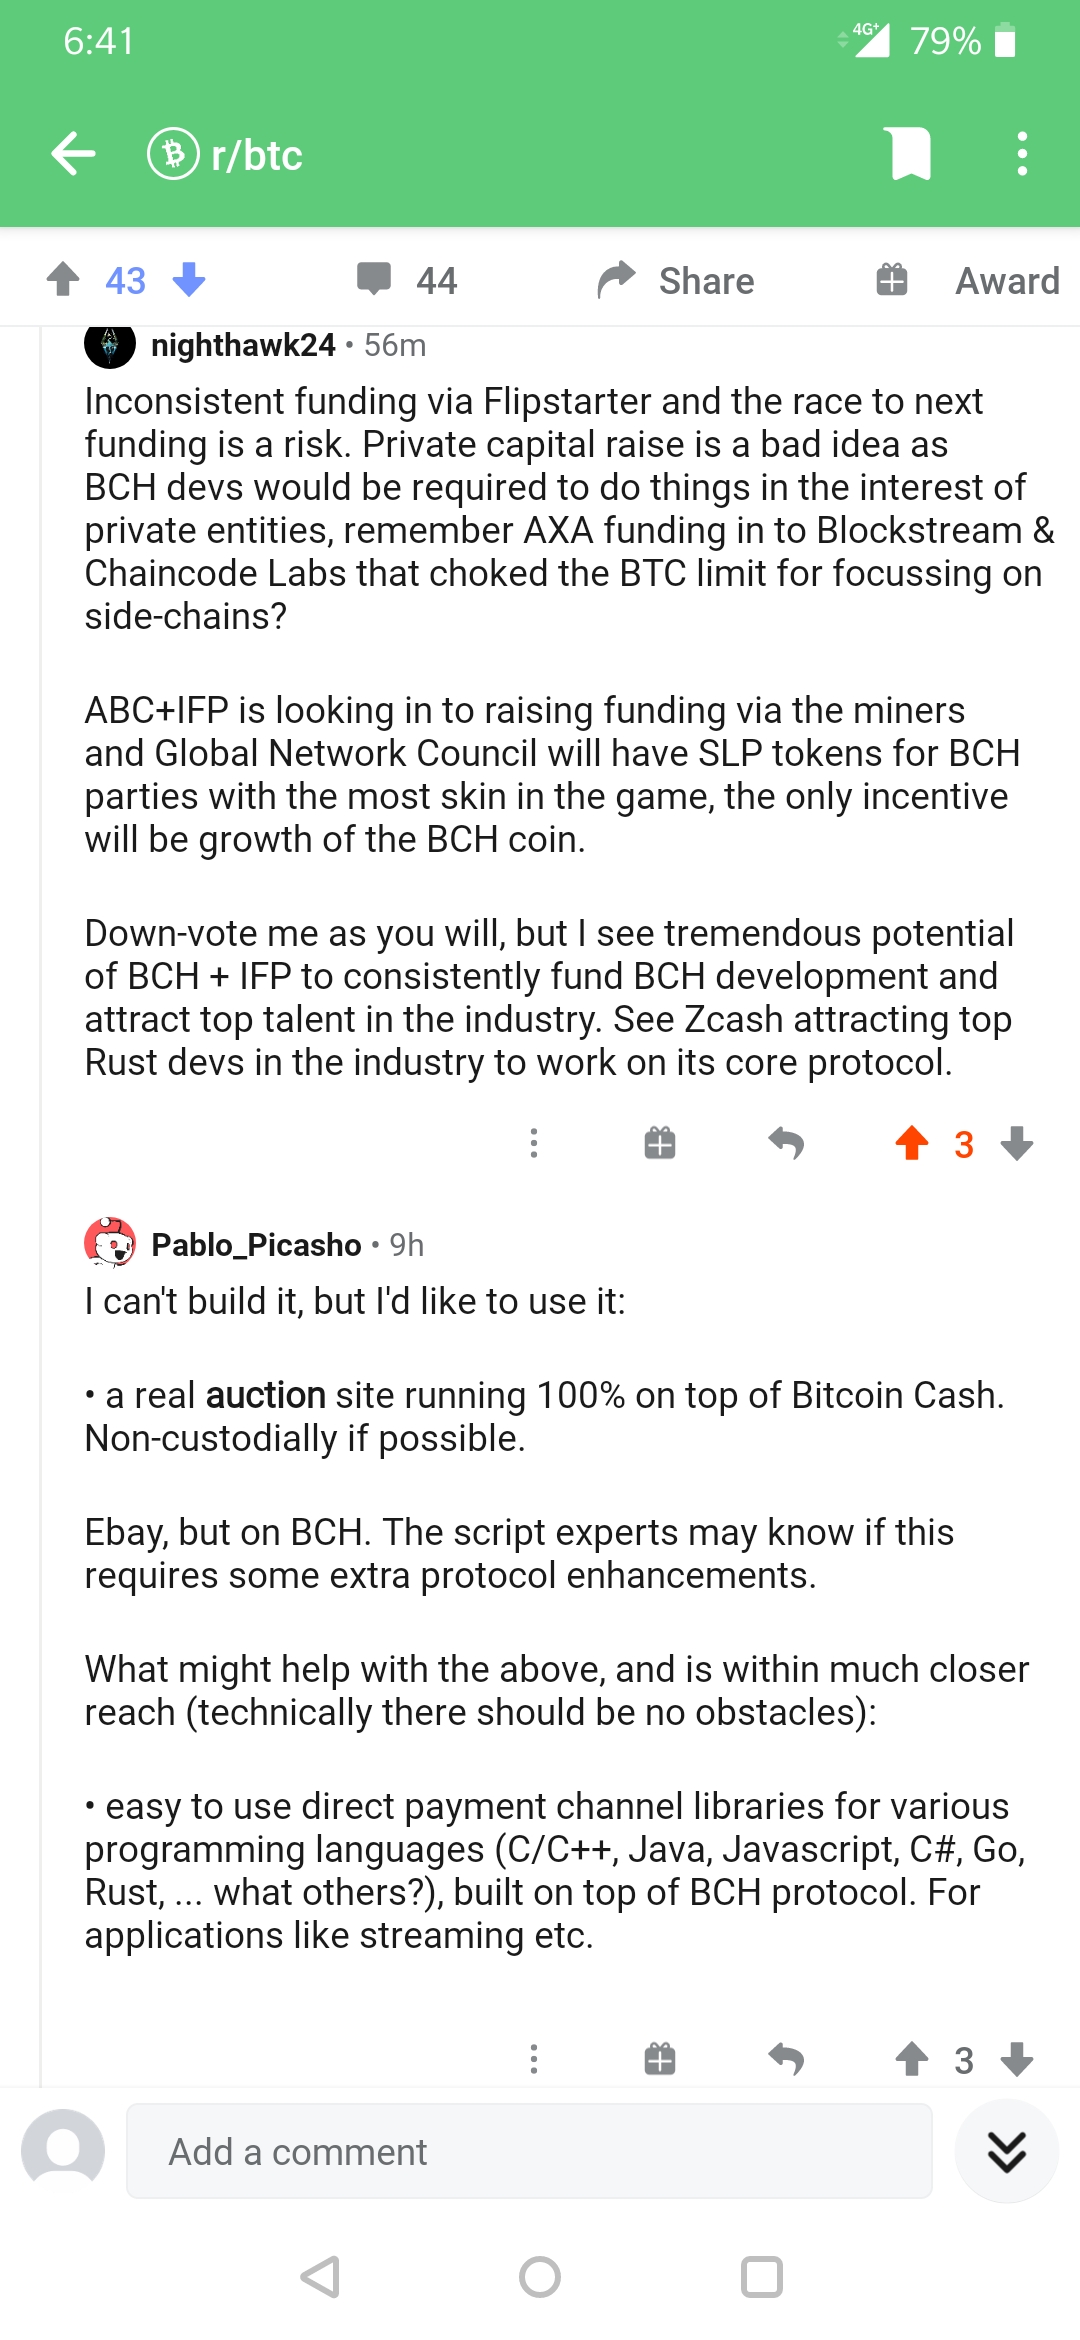 6:41
4G+ 79%
r/btc
43 44 Share Award
nighthawk24 • 56m
Inconsistent funding via Flipstarter and the race to next
funding is a risk. Private capital raise is a bad idea as
BCH devs would be required to do things in the interest of
private entities, remember AXA funding in to Blockstream &
Chaincode Labs that choked the BTC limit for focussing on
side-chains?
ABC+IFP is looking in to raising funding via the miners
and Global Network Council will have SLP tokens for BCH
parties with the most skin in the game, the only incentive
will be growth of the BCH coin.
Down-vote me as you will, but I see tremendous potential
of BCH + IFP to consistently fund BCH development and
attract top talent in the industry. See Zcash attracting top
Rust devs in the industry to work on its core protocol.
3
Pablo_Picasho • 9h
I can't build it, but I'd like to use it:
• a real auction site running 100% on top of Bitcoin Cash.
Non-custodially if possible.
Ebay, but on BCH. The script experts may know if this
requires some extra protocol enhancements.
What might help with the above, and is within much closer
reach (technically there should be no obstacles):
• easy to use direct payment channel libraries for various
programming languages (C/C++, Java, Javascript, C#, Go,
Rust, ... what others?), built on top of BCH protocol. For
applications like streaming etc.
3
Add a comment